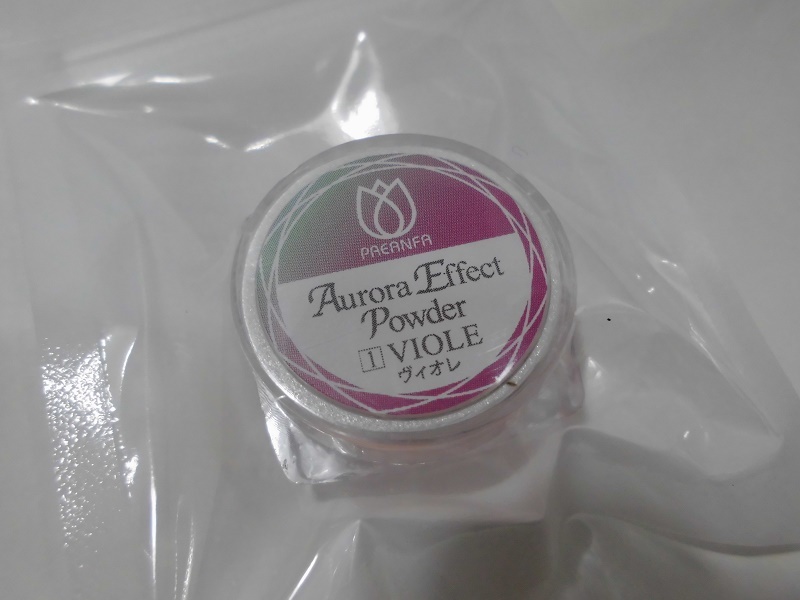 PREANFA
Aurora Effect
Powder
1 VIOLE
ヴィオレ